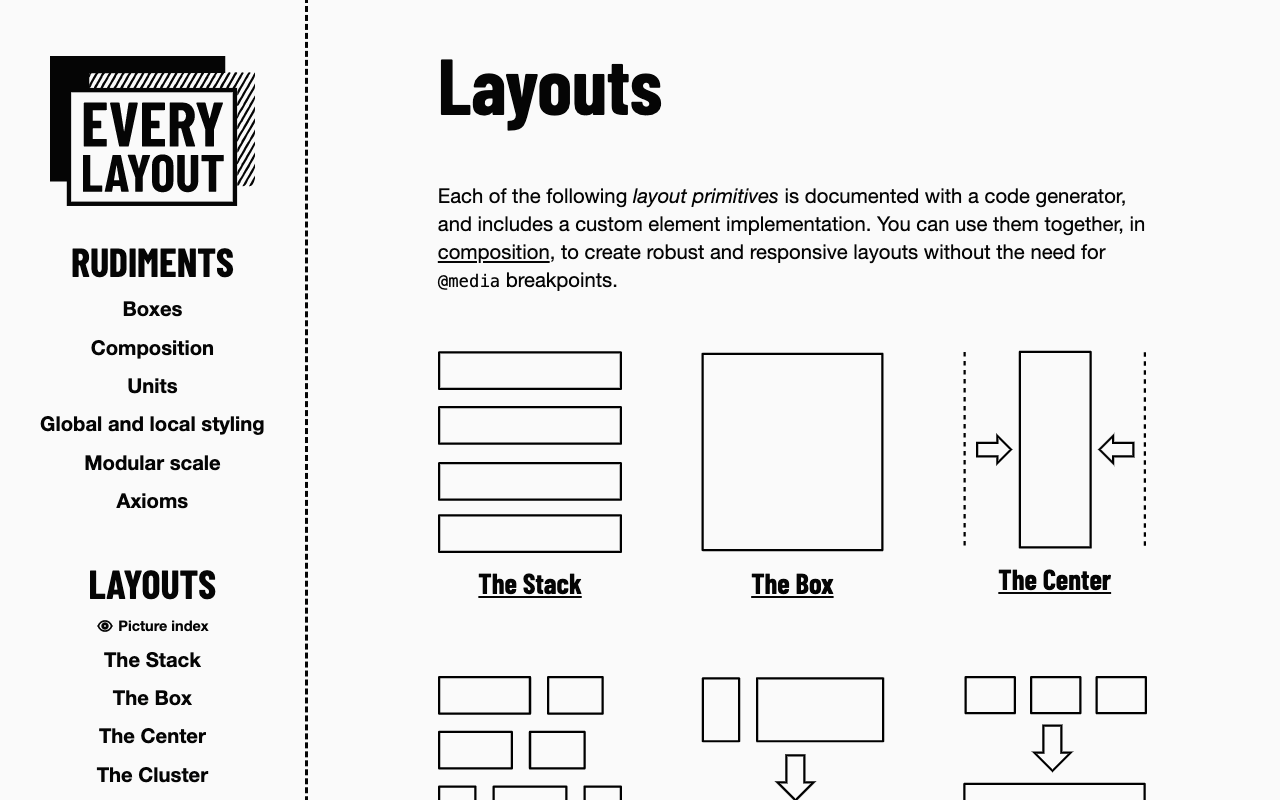 EVERY
LAYOUT
RUDIMENTS
Boxes
Composition
Units
Global and local styling
Modular scale
Axioms
LAYOUTS
Picture index
The Stack
The Box
The Center
The Cluster
Layouts
Each of the following layout primitives is documented with a code generator,
and includes a custom element implementation. You can use them together, in
composition, to create robust and responsive layouts without the need for
@media breakpoints.
The Stack
The Box
The Center